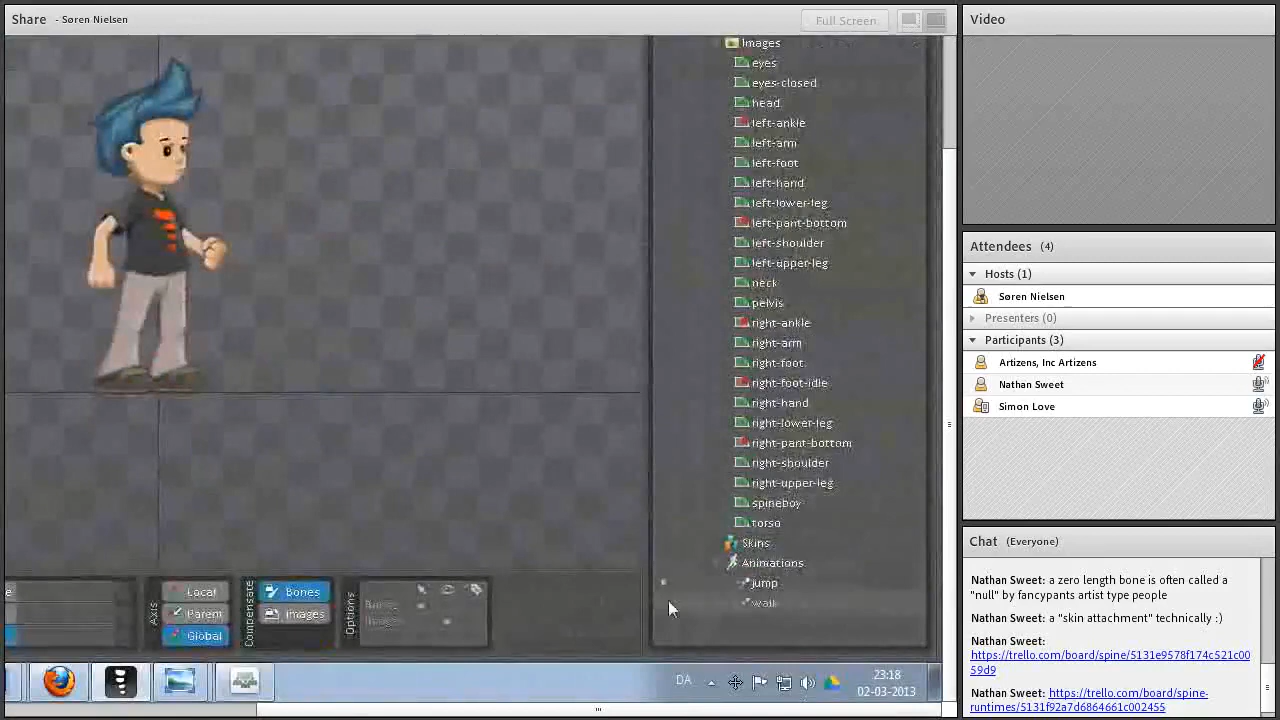 Share - Søren Nielsen
Full Screen
Images
eyes
eyes-closed
head
left-ankle
left-arm
left-foot
left-hand
left-lower-leg
left-pant-bottom
left-shoulder
left-upper-leg
neck
pelvis
right-ankle
right-arm
right-foot
right-foot-idle
right-hand
right-lower-leg
right-pant-bottom
right-shoulder
right-upper-leg
spineboy
torso
Skins
Animations
jump
walk
Axis
Local
Parent
Global
Compensate
Bones
Images
Options
Bones
Images
DA
23:18
02-03-2013
Video
Attendees (4)
Hosts (1)
Søren Nielsen
Presenters (0)
Participants (3)
Artizens, Inc Artizens
Nathan Sweet
Simon Love
Chat (Everyone)
Nathan Sweet: a zero length bone is often called a
"null" by fancypants artist type people
Nathan Sweet: a "skin attachment" technically :)
Nathan Sweet:
https://trello.com/board/spine/5131e9578f174c521c00
59d9
Nathan Sweet: https://trello.com/board/spine-
runtimes/5131f92a7d6864661c002455